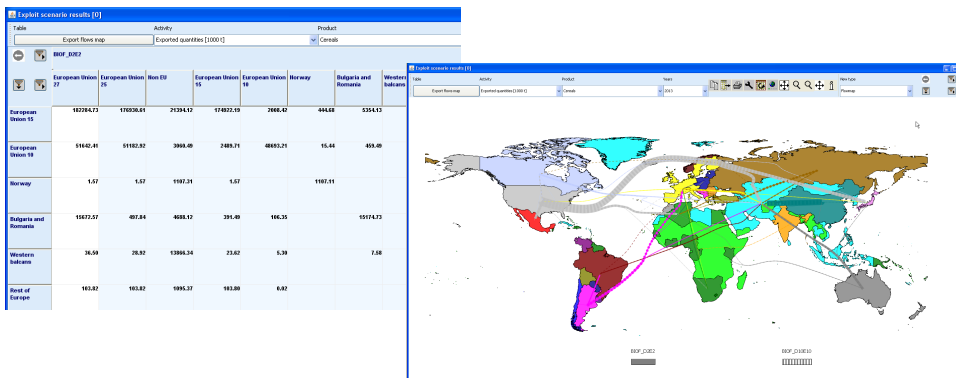 Exploit scenario results [0]
Table Activity Product
Export flows map Exported quantities [1000 t] Cereals
BIOF_D2E2
European Union 27 European Union 25 Non EU European Union 15 European Union 10 Norway Bulgaria and Romania Western balcans
European Union 15 182284.73 176930.61 21394.12 174922.19 2008.42 444.68 5354.13
European Union 10 51642.41 51182.92 3060.49 2489.71 48693.21 15.44 459.49
Norway 1.57 1.57 1107.31 1.57 1107.11
Bulgaria and Romania 15672.57 497.84 4688.12 391.49 106.35 15174.73
Western balcans 36.50 28.92 13866.34 23.62 5.30 7.58
Rest of Europe 103.82 103.82 1095.37 103.80 0.02
Exploit scenario results [0]
Table Activity Product Years View type
Export flows map Exported quantities [1000 t] Cereals 2013 Flowmap
BIOF_D2E2 BIOF_D10E10